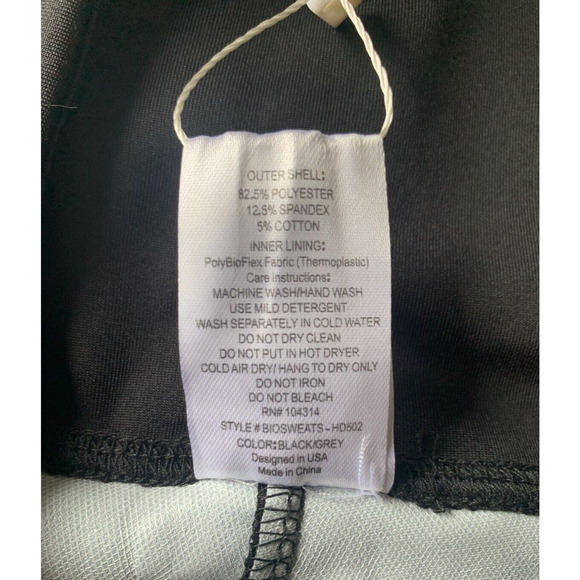 OUTER SHELL:
82.5% POLYESTER
12.5% SPANDEX
5% COTTON
INNER LINING:
PolyBioFlex Fabric (Thermoplastic)
Care Instructions:
MACHINE WASH/HAND WASH
USE MILD DETERGENT
WASH SEPARATELY IN COLD WATER
DO NOT DRY CLEAN
DO NOT PUT IN HOT DRYER
COLD AIR DRY/ HANG TO DRY ONLY
DO NOT IRON
DO NOT BLEACH
RN# 104314
STYLE # BIOSWEATS - HD502
COLOR: BLACK/GREY
Designed in USA
Made in China